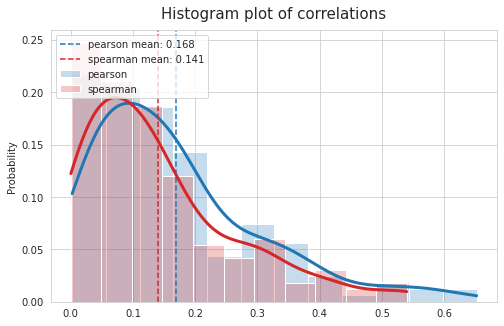 Histogram plot of correlations
0.25
0.20
0.15
0.10
0.05
0.00
Probability
pearson mean: 0.168
spearman mean: 0.141
pearson
spearman
0.0 0.1 0.2 0.3 0.4 0.5 0.6